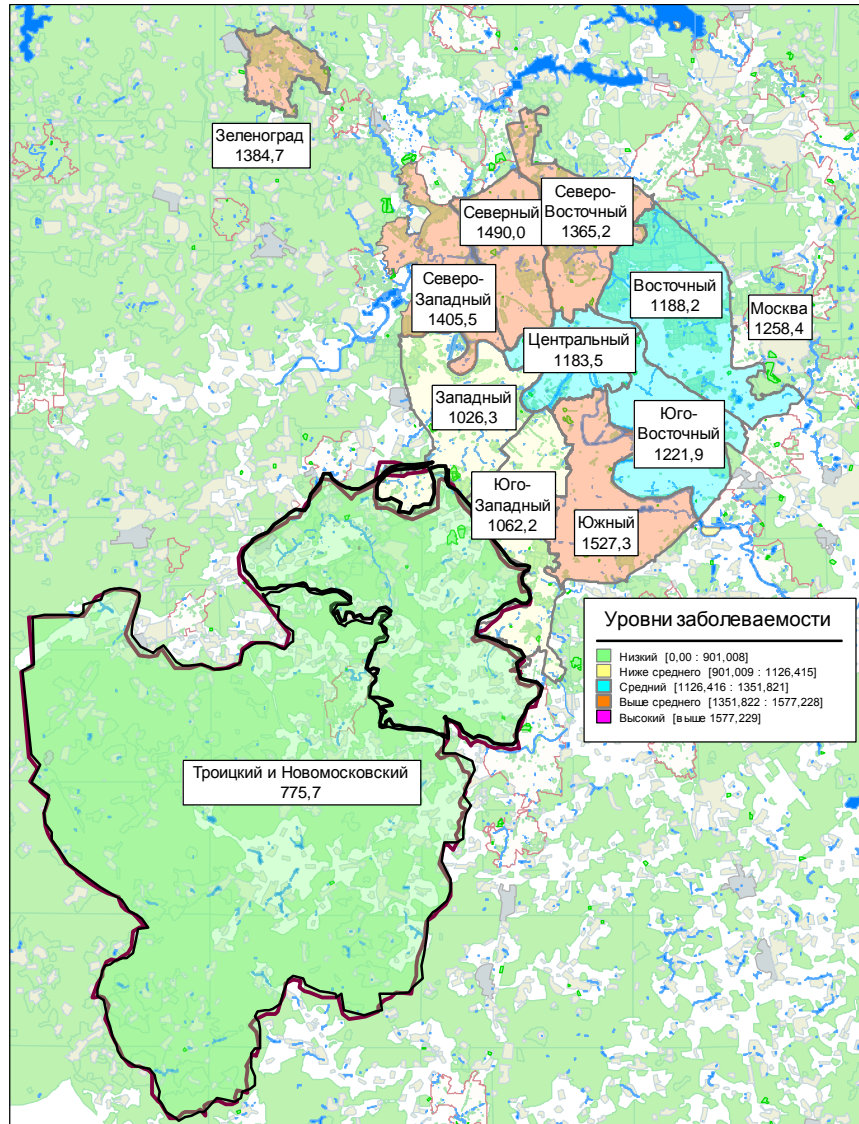 Зеленоград
1384,7
Северный
1490,0
Северо-
Восточный
1365,2
Северо-
Западный
1405,5
Восточный
1188,2
Москва
1258,4
Центральный
1183,5
Западный
1026,3
Юго-
Восточный
1221,9
Юго-
Западный
1062,2
Южный
1527,3
Троицкий и Новомосковский
775,7
Уровни заболеваемости
Низкий [0,00 : 901,008]
Ниже среднего [901,009 : 1126,415]
Средний [1126,416 : 1351,821]
Выше среднего [1351,822 : 1577,228]
Высокий [выше 1577,229]